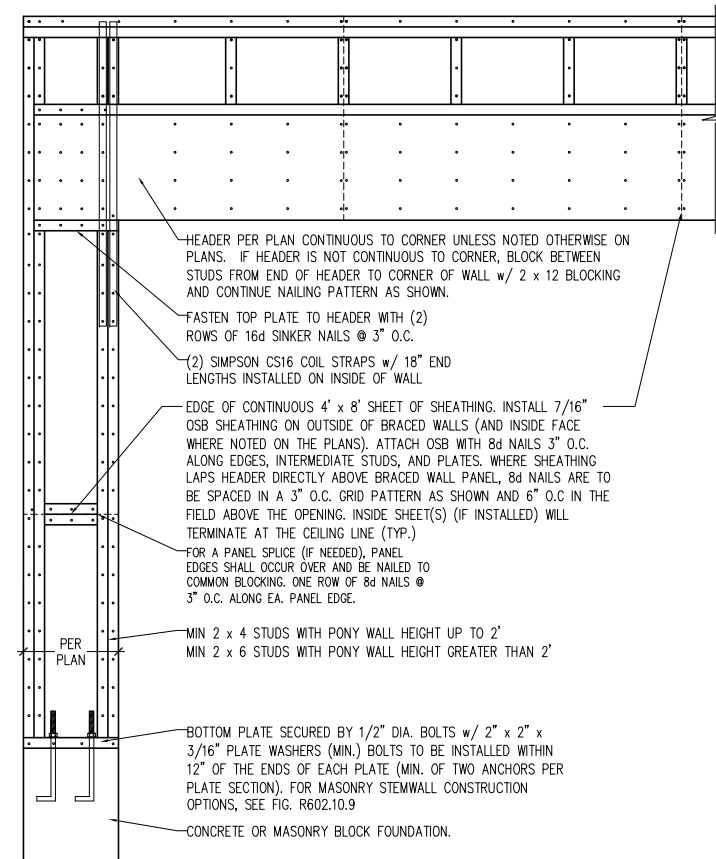 HEADER PER PLAN CONTINUOUS TO CORNER UNLESS NOTED OTHERWISE ON
PLANS.  IF HEADER IS NOT CONTINUOUS TO CORNER, BLOCK BETWEEN
STUDS FROM END OF HEADER TO CORNER OF WALL w/ 2 x 12 BLOCKING
AND CONTINUE NAILING PATTERN AS SHOWN.
FASTEN TOP PLATE TO HEADER WITH (2)
ROWS OF 16d SINKER NAILS @ 3" O.C.
(2) SIMPSON CS16 COIL STRAPS w/ 18" END
LENGTHS INSTALLED ON INSIDE OF WALL
EDGE OF CONTINUOUS 4' x 8' SHEET OF SHEATHING. INSTALL 7/16"
OSB SHEATHING ON OUTSIDE OF BRACED WALLS (AND INSIDE FACE
WHERE NOTED ON THE PLANS). ATTACH OSB WITH 8d NAILS 3" O.C.
ALONG EDGES, INTERMEDIATE STUDS, AND PLATES. WHERE SHEATHING
LAPS HEADER DIRECTLY ABOVE BRACED WALL PANEL, 8d NAILS ARE TO
BE SPACED IN A 3" O.C. GRID PATTERN AS SHOWN AND 6" O.C IN THE
FIELD ABOVE THE OPENING. INSIDE SHEET(S) (IF INSTALLED) WILL
TERMINATE AT THE CEILING LINE (TYP.)
FOR A PANEL SPLICE (IF NEEDED), PANEL
EDGES SHALL OCCUR OVER AND BE NAILED TO
COMMON BLOCKING. ONE ROW OF 8d NAILS @
3" O.C. ALONG EA. PANEL EDGE.
PER
PLAN
MIN 2 x 4 STUDS WITH PONY WALL HEIGHT UP TO 2'
MIN 2 x 6 STUDS WITH PONY WALL HEIGHT GREATER THAN 2'
BOTTOM PLATE SECURED BY 1/2" DIA. BOLTS w/ 2" x 2" x
3/16" PLATE WASHERS (MIN.) BOLTS TO BE INSTALLED WITHIN
12" OF THE ENDS OF EACH PLATE (MIN. OF TWO ANCHORS PER
PLATE SECTION). FOR MASONRY STEMWALL CONSTRUCTION
OPTIONS, SEE FIG. R602.10.9
CONCRETE OR MASONRY BLOCK FOUNDATION.